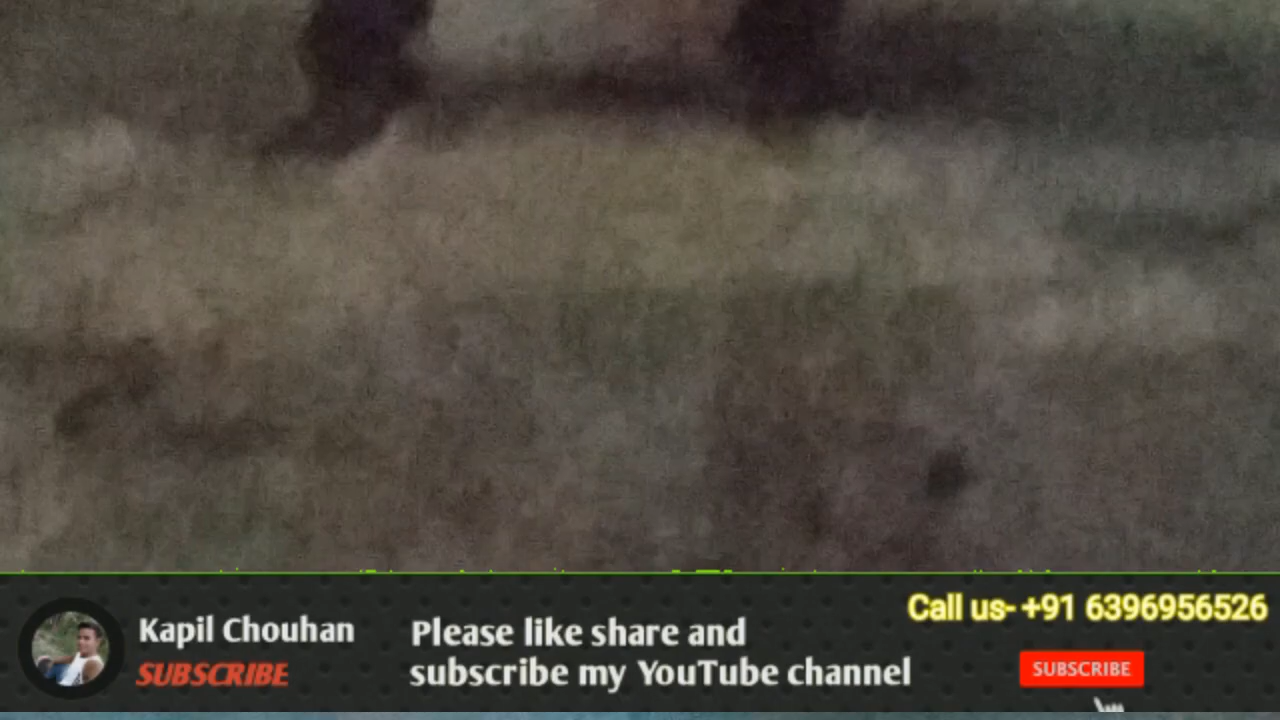 Kapil Chouhan
SUBSCRIBE
Please like share and
subscribe my YouTube channel
Call us- +91 6396956526
SUBSCRIBE